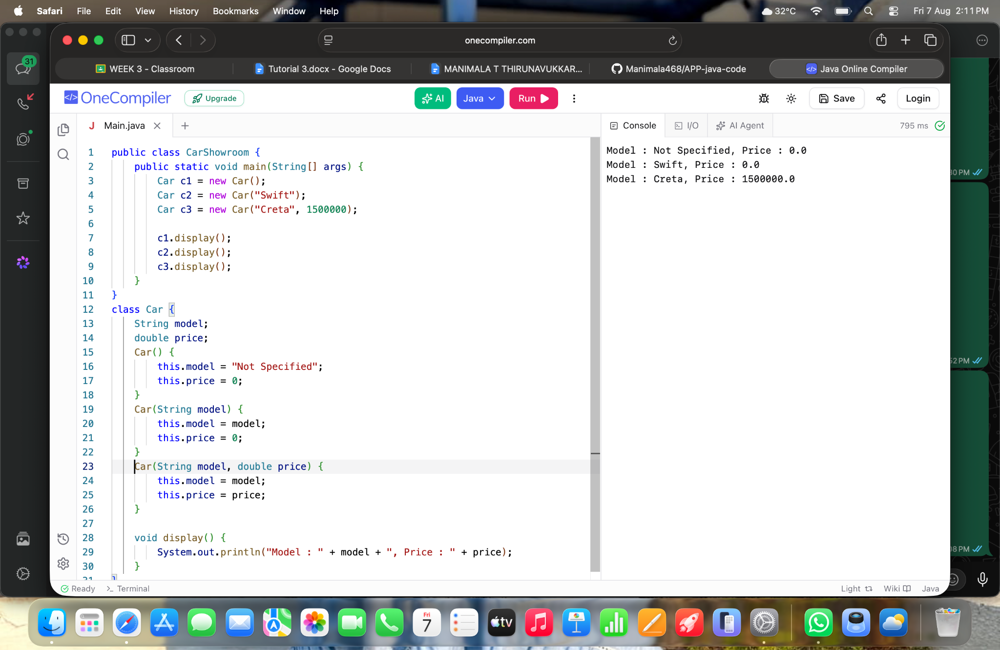 Safari File Edit View History Bookmarks Window Help 32°C Fri 7 Aug 2:11 PM
onecompiler.com
31
WEEK 3 - Classroom Tutorial 3.docx - Google Docs MANIMALA T THIRUNAVUKKAR... Manimala468/APP-java-code </> Java Online Compiler
</> OneCompiler Upgrade AI Java Run Save Login
J Main.java Console I/O AI Agent 795 ms
1 public class CarShowroom {
2 public static void main(String[] args) {
3 Car c1 = new Car();
4 Car c2 = new Car("Swift");
5 Car c3 = new Car("Creta", 1500000);
6
7 c1.display();
8 c2.display();
9 c3.display();
10 }
11 }
12 class Car {
13 String model;
14 double price;
15 Car() {
16 this.model = "Not Specified";
17 this.price = 0;
18 }
19 Car(String model) {
20 this.model = model;
21 this.price = 0;
22 }
23 Car(String model, double price) {
24 this.model = model;
25 this.price = price;
26 }
27
28 void display() {
29 System.out.println("Model : " + model + ", Price : " + price);
30 }
31 }
Model : Not Specified, Price : 0.0
Model : Swift, Price : 0.0
Model : Creta, Price : 1500000.0
30 PM
52 PM
08 PM
Ready >_ Terminal Light Wiki Java
Fri
7
tv